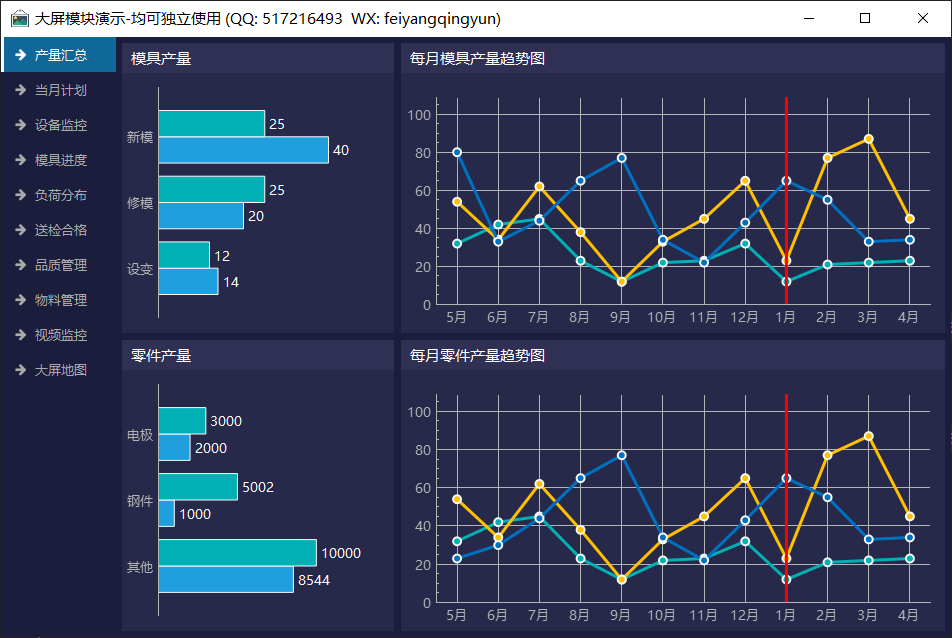 大屏模块演示-均可独立使用 (QQ: 517216493  WX: feiyangqingyun)
产量汇总
当月计划
设备监控
模具进度
负荷分布
送检合格
品质管理
物料管理
视频监控
大屏地图
模具产量
新模
25
40
修模
25
20
设变
12
14
每月模具产量趋势图
100
80
60
40
20
0
5月 6月 7月 8月 9月 10月 11月 12月 1月 2月 3月 4月
零件产量
电极
3000
2000
钢件
5002
1000
其他
10000
8544
每月零件产量趋势图
100
80
60
40
20
0
5月 6月 7月 8月 9月 10月 11月 12月 1月 2月 3月 4月